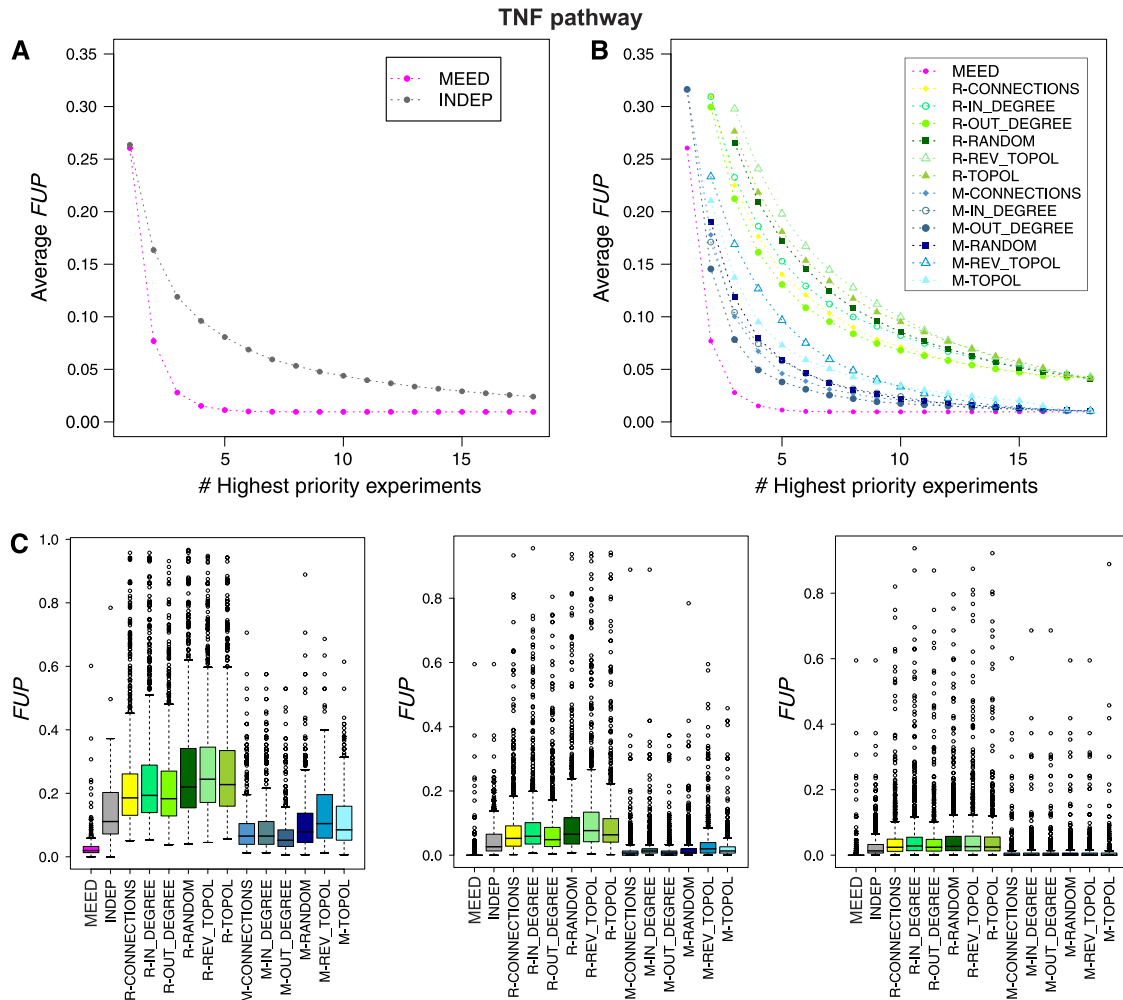 TNF pathway
A
Average FUP
0.35
0.30
0.25
0.20
0.15
0.10
0.05
0.00
5
10
15
# Highest priority experiments
MEED
INDEP
B
Average FUP
0.35
0.30
0.25
0.20
0.15
0.10
0.05
0.00
5
10
15
# Highest priority experiments
MEED
R-CONNECTIONS
R-IN_DEGREE
R-OUT_DEGREE
R-RANDOM
R-REV_TOPOL
R-TOPOL
M-CONNECTIONS
M-IN_DEGREE
M-OUT_DEGREE
M-RANDOM
M-REV_TOPOL
M-TOPOL
C
FUP
1.0
0.8
0.6
0.4
0.2
0.0
MEED
INDEP
R-CONNECTIONS
R-IN_DEGREE
R-OUT_DEGREE
R-RANDOM
R-REV_TOPOL
R-TOPOL
M-CONNECTIONS
M-IN_DEGREE
M-OUT_DEGREE
M-RANDOM
M-REV_TOPOL
M-TOPOL
FUP
0.8
0.6
0.4
0.2
0.0
MEED
INDEP
R-CONNECTIONS
R-IN_DEGREE
R-OUT_DEGREE
R-RANDOM
R-REV_TOPOL
R-TOPOL
M-CONNECTIONS
M-IN_DEGREE
M-OUT_DEGREE
M-RANDOM
M-REV_TOPOL
M-TOPOL
FUP
0.8
0.6
0.4
0.2
0.0
MEED
INDEP
R-CONNECTIONS
R-IN_DEGREE
R-OUT_DEGREE
R-RANDOM
R-REV_TOPOL
R-TOPOL
M-CONNECTIONS
M-IN_DEGREE
M-OUT_DEGREE
M-RANDOM
M-REV_TOPOL
M-TOPOL